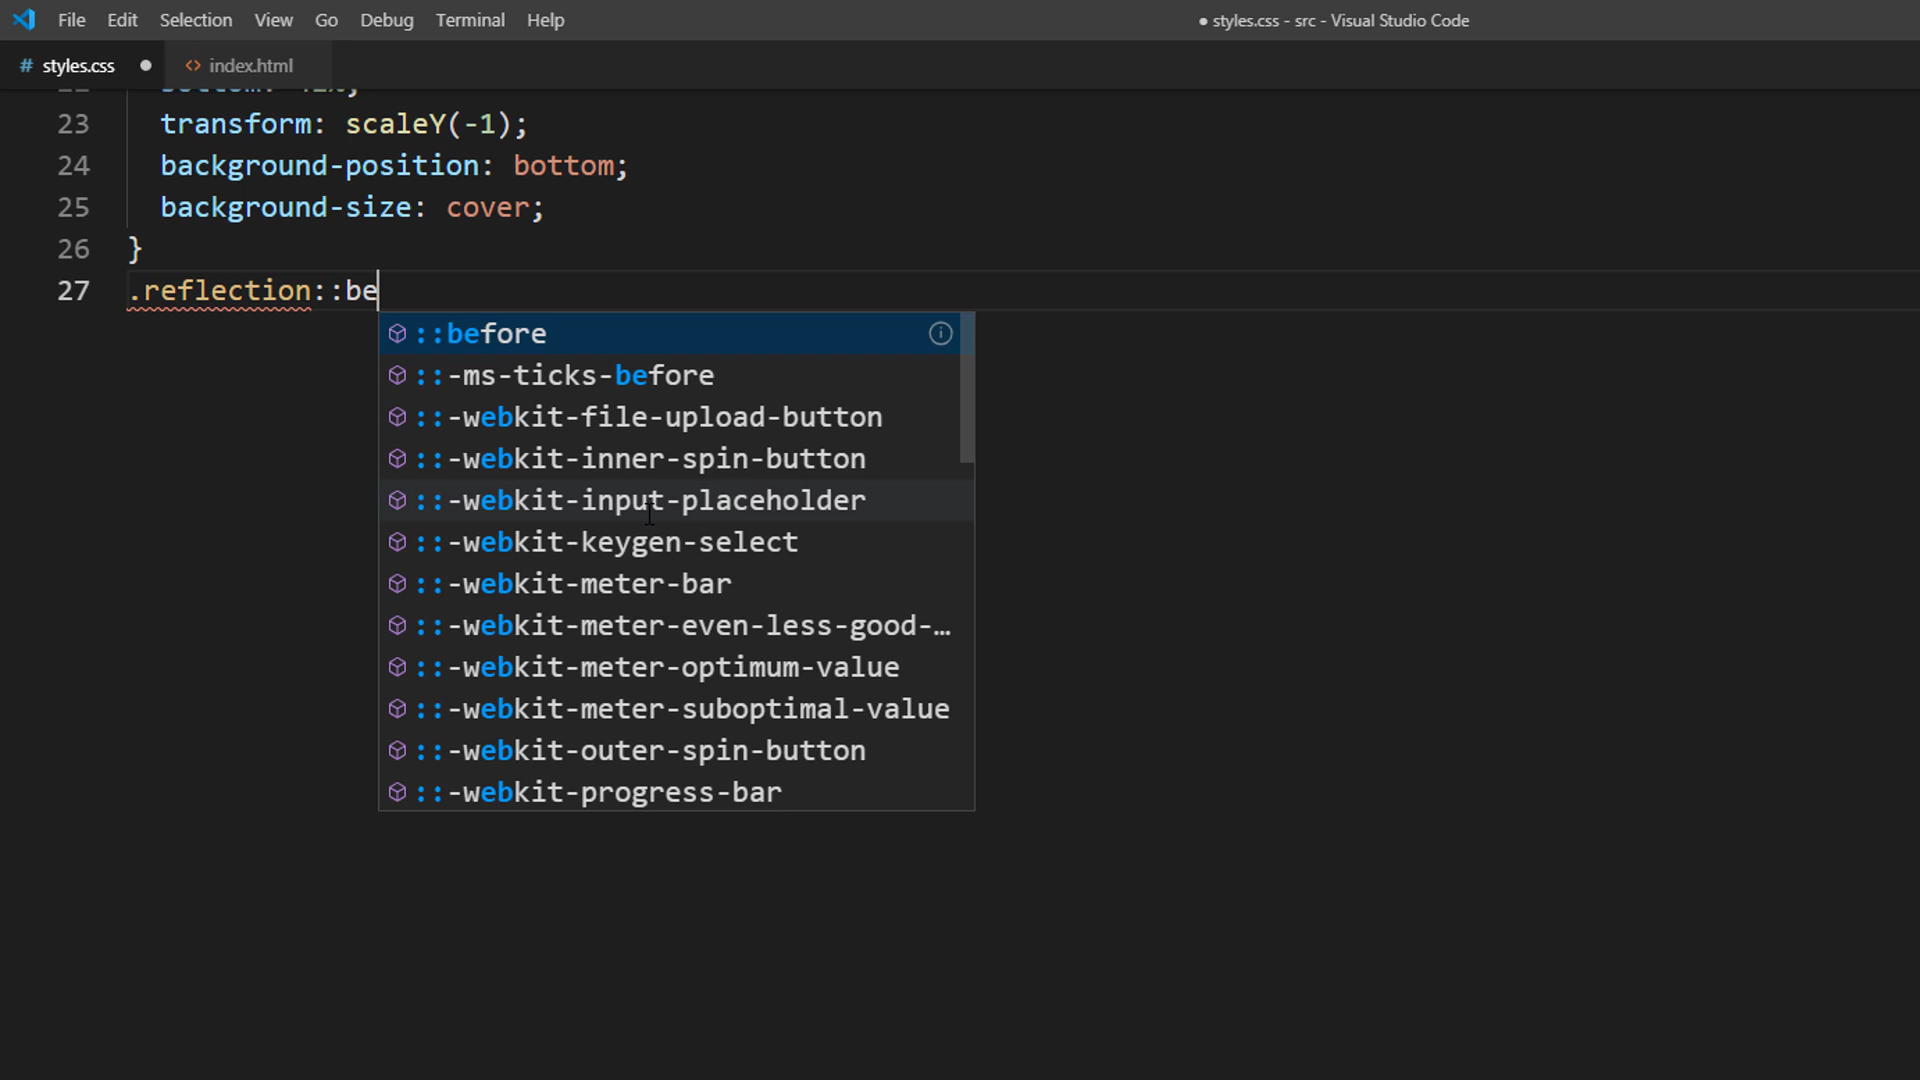 File Edit Selection View Go Debug Terminal Help
● styles.css - src - Visual Studio Code
# styles.css ● <> index.html
23 transform: scaleY(-1);
24 background-position: bottom;
25 background-size: cover;
26 }
27 .reflection::be
::before
::-ms-ticks-before
::-webkit-file-upload-button
::-webkit-inner-spin-button
::-webkit-input-placeholder
::-webkit-keygen-select
::-webkit-meter-bar
::-webkit-meter-even-less-good-…
::-webkit-meter-optimum-value
::-webkit-meter-suboptimal-value
::-webkit-outer-spin-button
::-webkit-progress-bar